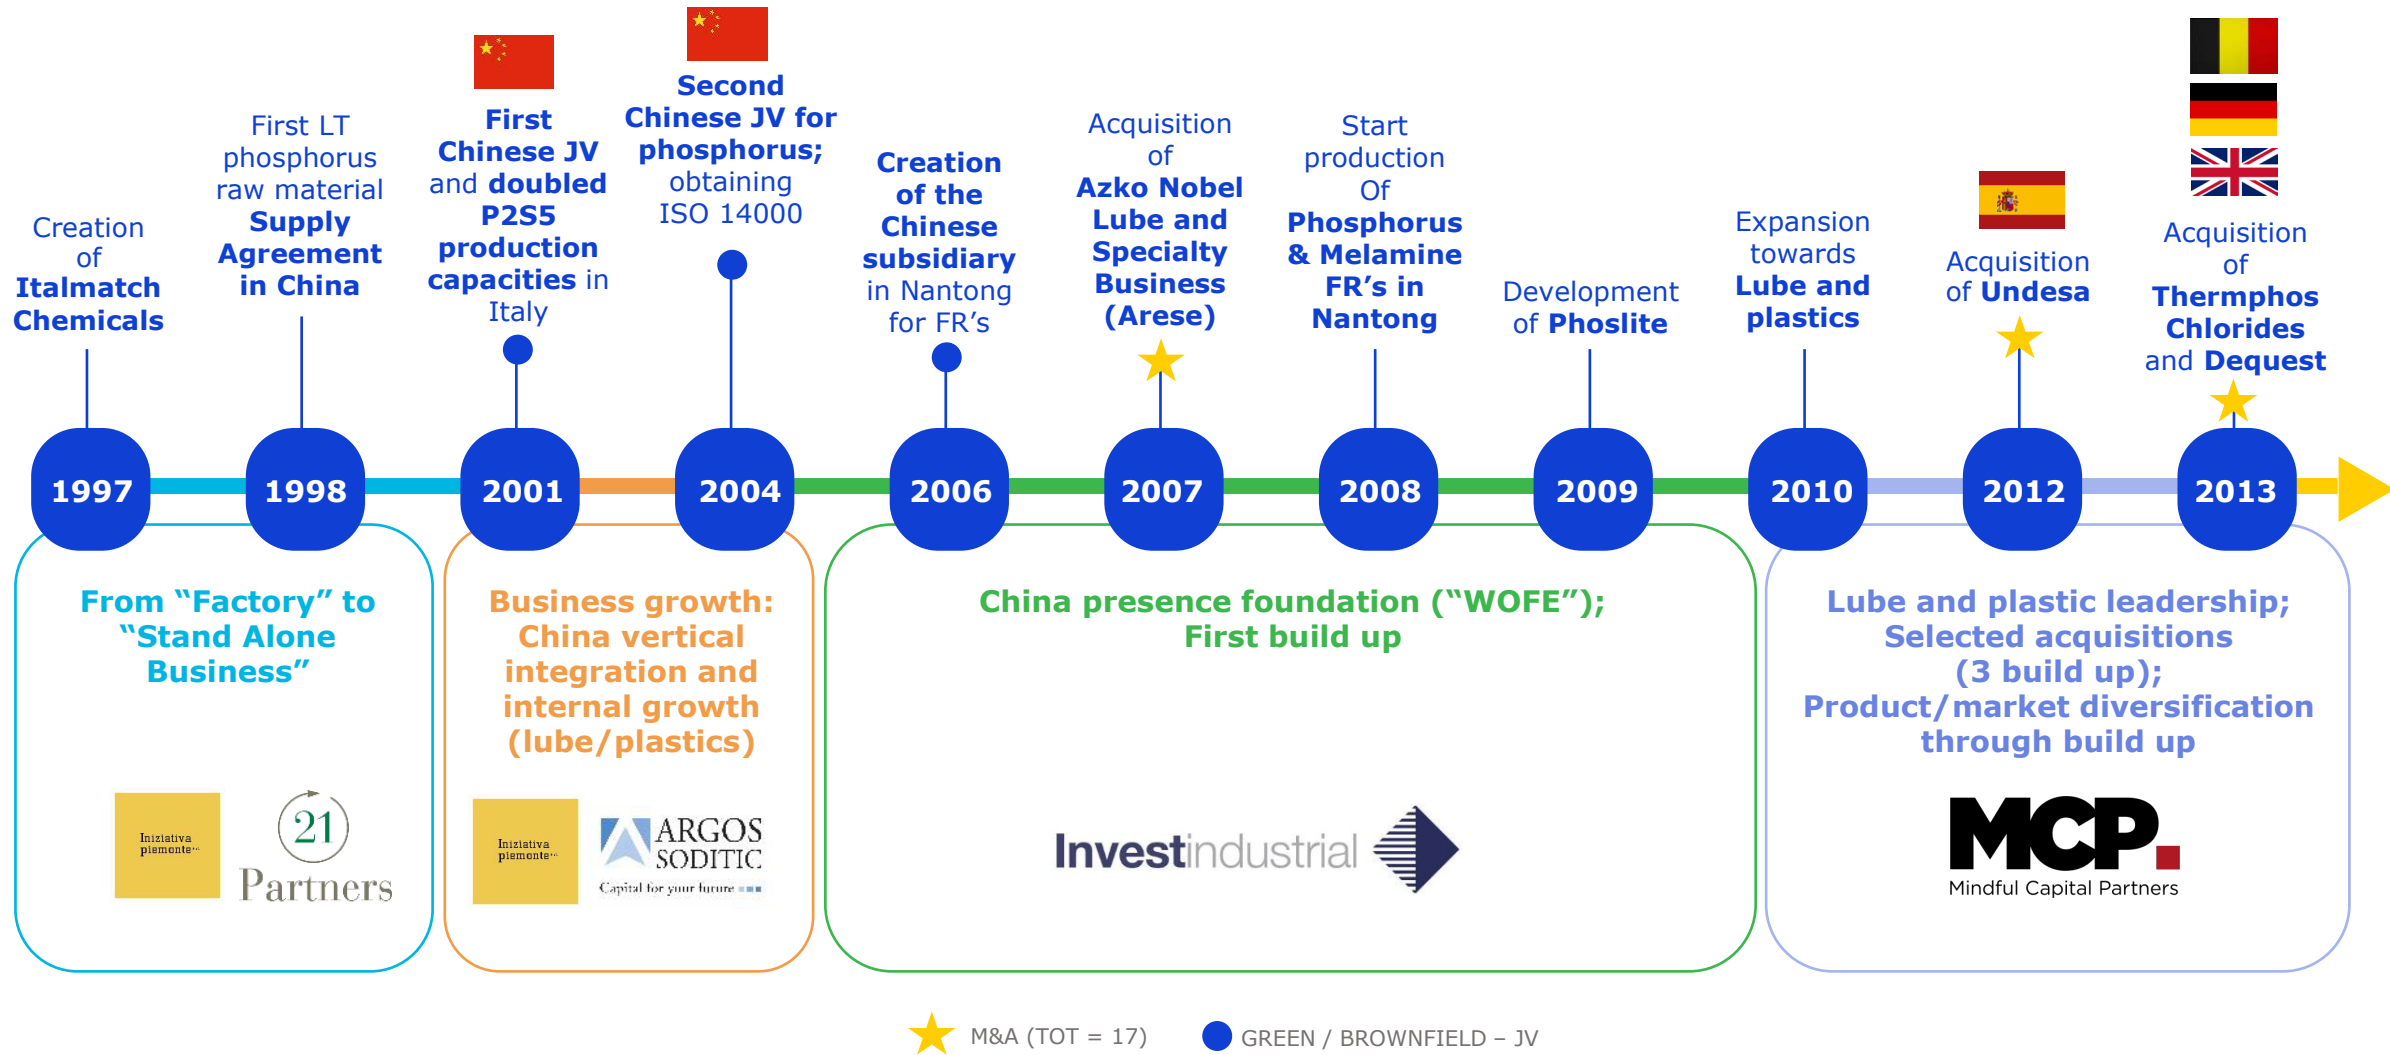 Creation
of
Italmatch
Chemicals
First LT
phosphorus
raw material
Supply
Agreement
in China
First
Chinese JV
and doubled
P2S5
production
capacities in
Italy
Second
Chinese JV for
phosphorus;
obtaining
ISO 14000
Creation
of the
Chinese
subsidiary
in Nantong
for FR’s
Acquisition
of
Azko Nobel
Lube and
Specialty
Business
(Arese)
Start
production
Of
Phosphorus
& Melamine
FR’s in
Nantong
Development
of Phoslite
Expansion
towards
Lube and
plastics
Acquisition
of Undesa
Acquisition
of
Thermphos
Chlorides
and Dequest
1997
1998
2001
2004
2006
2007
2008
2009
2010
2012
2013
From “Factory” to
“Stand Alone
Business”
Iniziativa
piemonte
21
Partners
Business growth:
China vertical
integration and
internal growth
(lube/plastics)
Iniziativa
piemonte
ARGOS
SODITIC
Capital for your future
China presence foundation (“WOFE”);
First build up
Investindustrial
Lube and plastic leadership;
Selected acquisitions
(3 build up);
Product/market diversification
through build up
MCP.
Mindful Capital Partners
M&A (TOT = 17)
GREEN / BROWNFIELD – JV